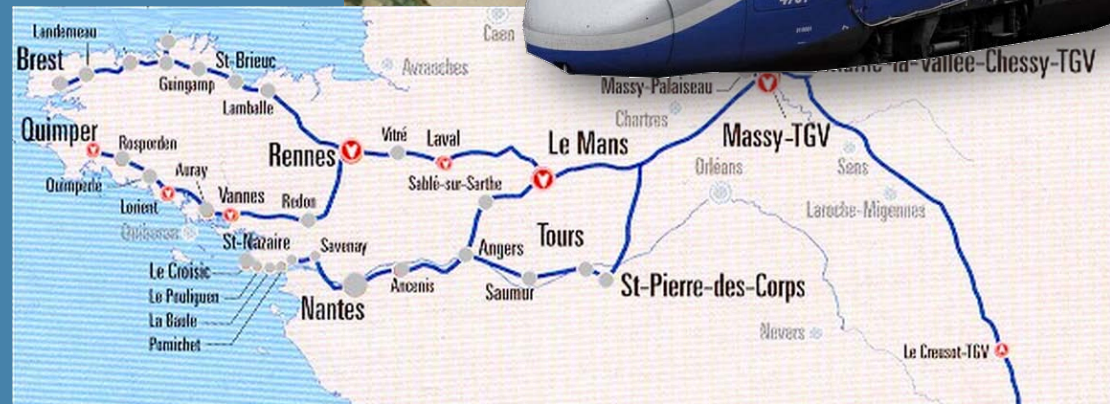 Landerneau
Brest
St-Brieuc
Guingamp
Lamballe
Caen
Avranches
Massy-Palaiseau
-la-Vallée-Chessy-TGV
Chartres
Massy-TGV
Quimper
Rosporden
Quimperlé
Auray
Lorient
Vannes
Redon
Quiberon
Rennes
Vitré
Laval
Le Mans
Sablé-sur-Sarthe
Orléans
Sens
Laroche-Migennes
St-Nazaire
Savenay
Le Croisic
Le Pouliguen
La Baule
Pornichet
Nantes
Ancenis
Angers
Saumur
Tours
St-Pierre-des-Corps
Nevers
Le Creusot-TGV